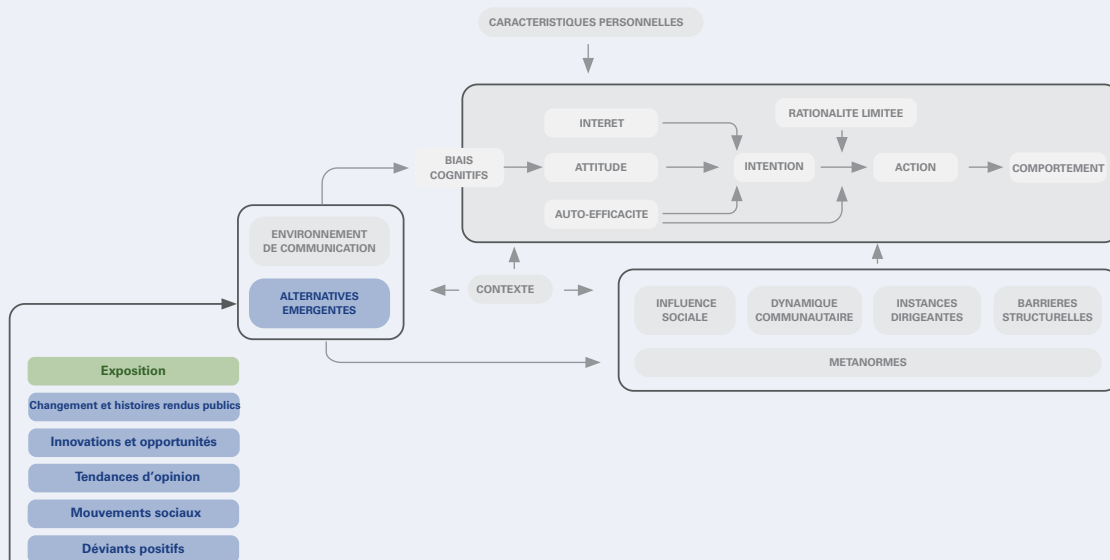 CARACTERISTIQUES PERSONNELLES
INTERET
RATIONALITE LIMITEE
BIAIS
COGNITIFS
ATTITUDE
INTENTION
ACTION
COMPORTEMENT
AUTO-EFFICACITE
ENVIRONNEMENT
DE COMMUNICATION
ALTERNATIVES
EMERGENTES
CONTEXTE
INFLUENCE
SOCIALE
DYNAMIQUE
COMMUNAUTAIRE
INSTANCES
DIRIGEANTES
BARRIERES
STRUCTURELLES
METANORMES
Exposition
Changement et histoires rendus publics
Innovations et opportunités
Tendances d’opinion
Mouvements sociaux
Déviants positifs